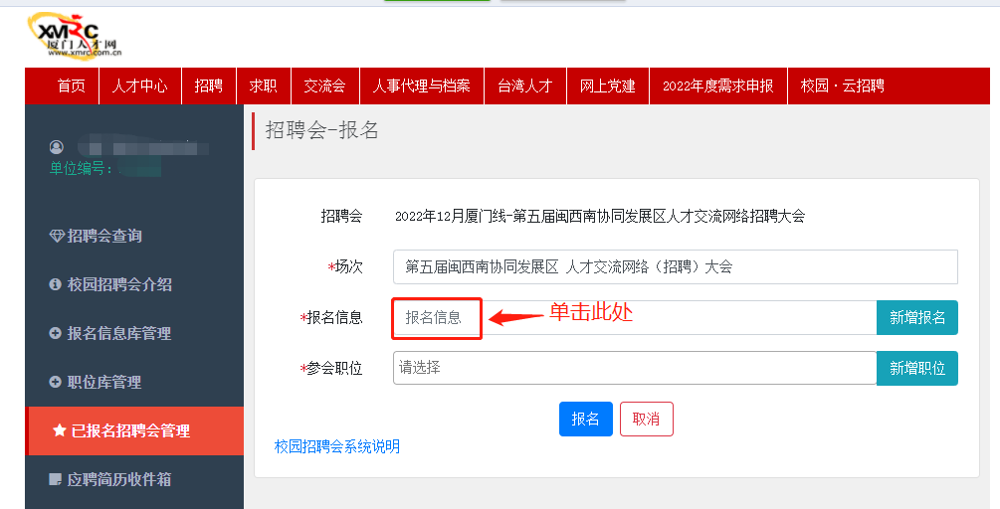 XMRC
厦门人才网
www.xmrc.com.cn
首页 人才中心 招聘 求职 交流会 人事代理与档案 台湾人才 网上党建 2022年度需求申报 校园·云招聘
单位编号：
招聘会查询
校园招聘会介绍
报名信息库管理
职位库管理
已报名招聘会管理
应聘简历收件箱
招聘会-报名
招聘会 2022年12月厦门线-第五届闽西南协同发展区人才交流网络招聘大会
*场次 第五届闽西南协同发展区 人才交流网络（招聘）大会
*报名信息 报名信息 单击此处 新增报名
*参会职位 请选择 新增职位
报名 取消
校园招聘会系统说明